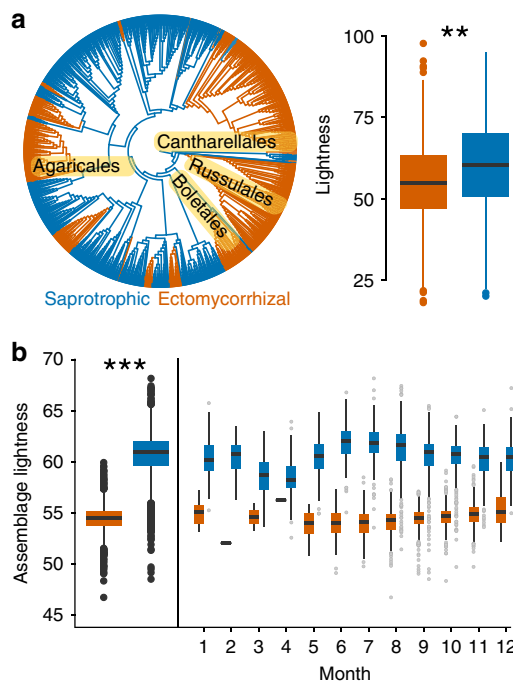 a
Cantharellales
Agaricales
Russulales
Boletales
Saprotrophic Ectomycorrhizal
**
100
75
50
25
Lightness
b
***
70
65
60
55
50
45
Assemblage lightness
1 2 3 4 5 6 7 8 9 10 11 12
Month